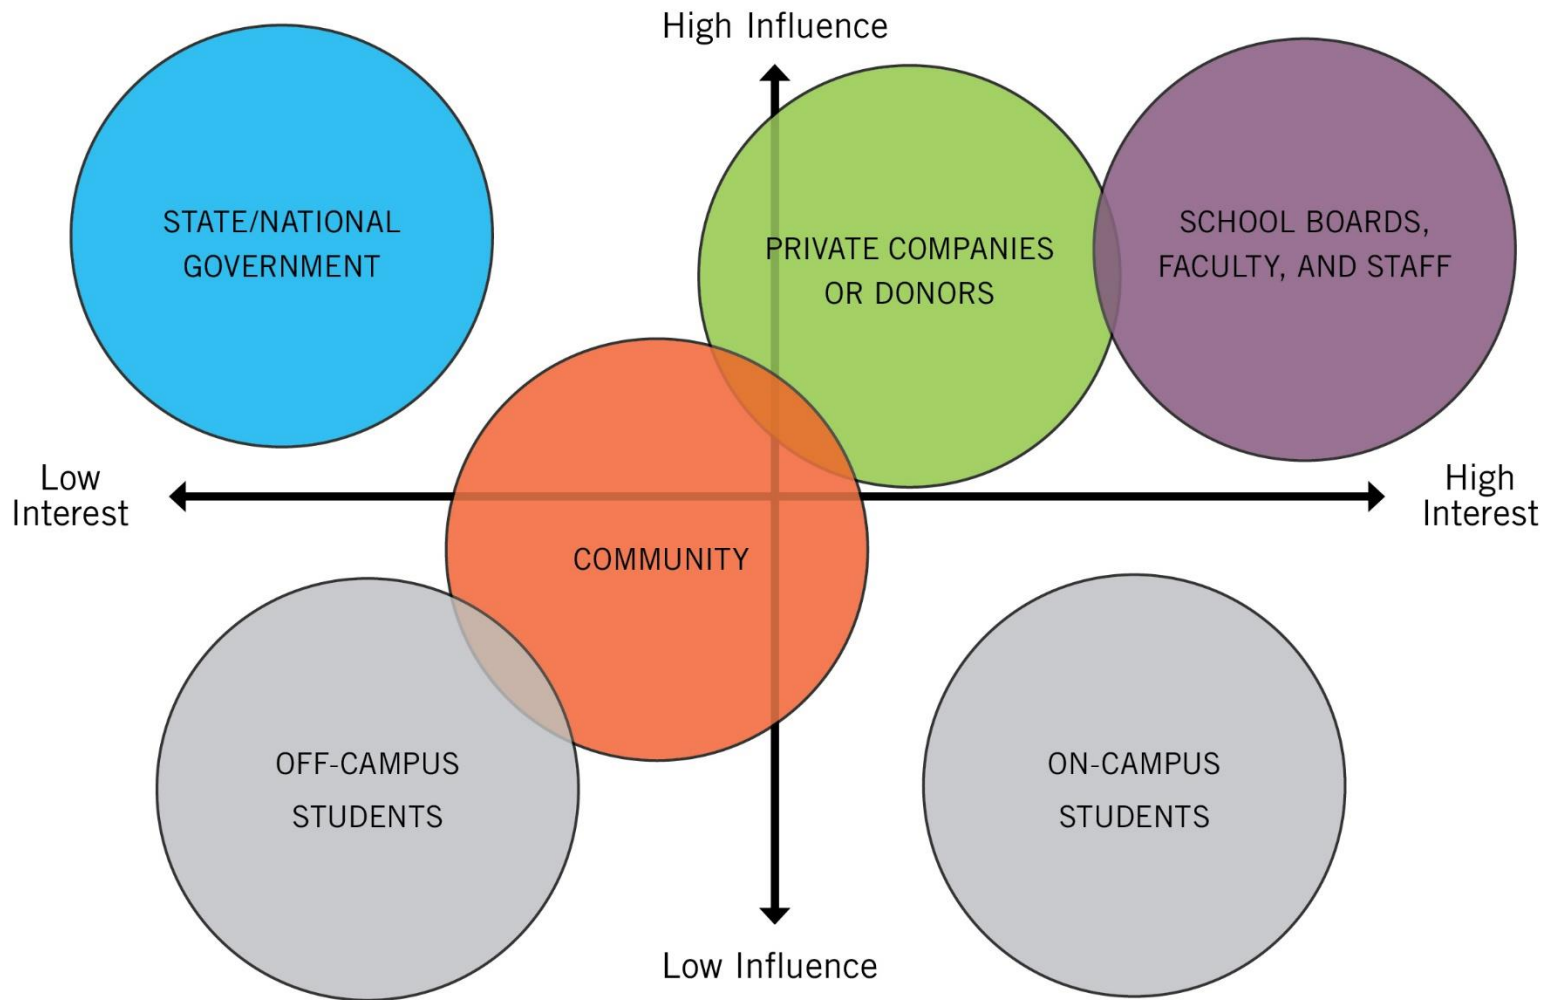 High Influence
STATE/NATIONAL
GOVERNMENT
PRIVATE COMPANIES
OR DONORS
SCHOOL BOARDS,
FACULTY, AND STAFF
Low
Interest
High
Interest
COMMUNITY
OFF-CAMPUS
STUDENTS
ON-CAMPUS
STUDENTS
Low Influence